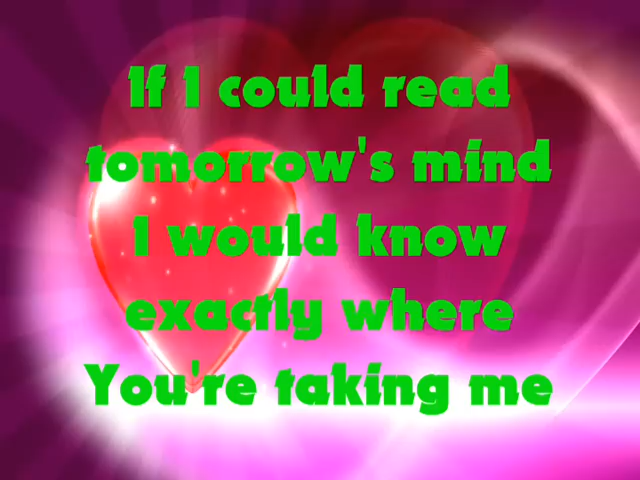 If I could read
tomorrow's mind
I would know
exactly where
You're taking me